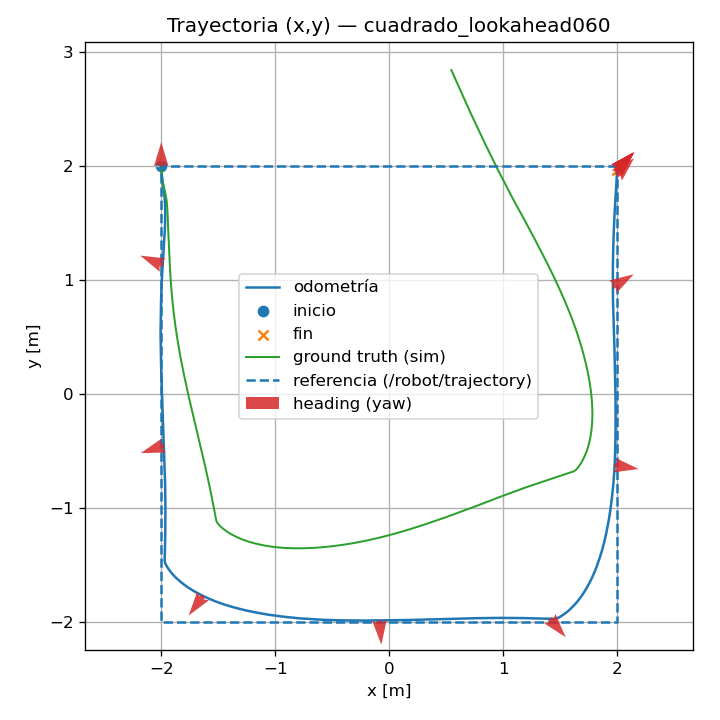 Trayectoria (x,y) — cuadrado_lookahead060
3
2
1
0
−1
−2
y [m]
odometría
inicio
fin
ground truth (sim)
referencia (/robot/trajectory)
heading (yaw)
−2
−1
0
1
2
x [m]